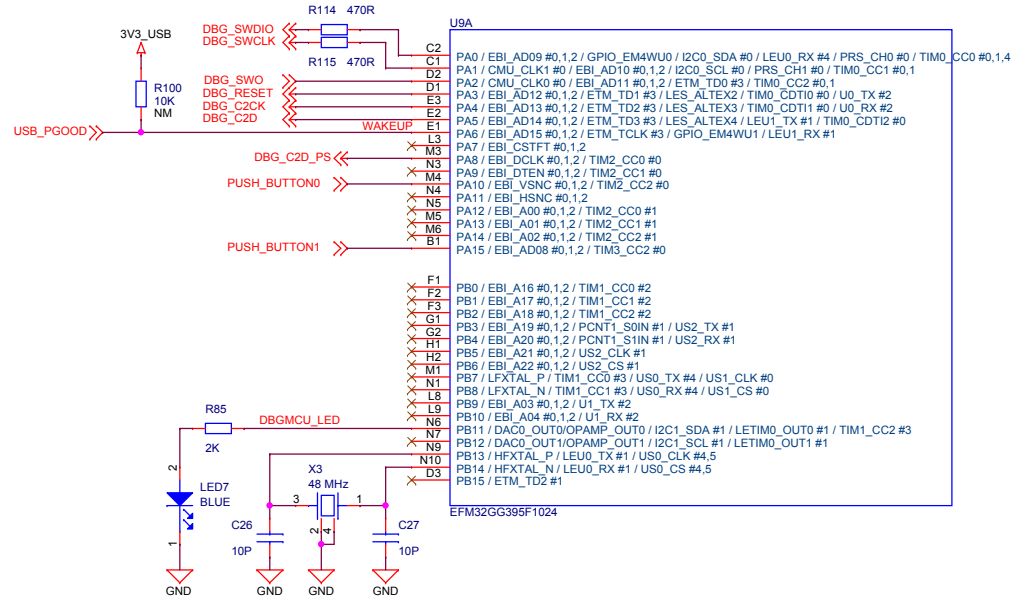 R114 470R
U9A
DBG_SWDIO
3V3_USB
DBG_SWCLK
C2 PA0 / EBI_AD09 #0,1,2 / GPIO_EM4WU0 / I2C0_SDA #0 / LEU0_RX #4 / PRS_CH0 #0 / TIM0_CC0 #0,1,4
R115 470R
C1 PA1 / CMU_CLK1 #0 / EBI_AD10 #0,1,2 / I2C0_SCL #0 / PRS_CH1 #0 / TIM0_CC1 #0,1
DBG_SWO D2 PA2 / CMU_CLK0 #0 / EBI_AD11 #0,1,2 / ETM_TD0 #3 / TIM0_CC2 #0,1
R100
10K
NM
DBG_RESET D1 PA3 / EBI_AD12 #0,1,2 / ETM_TD1 #3 / LES_ALTEX2 / TIM0_CDTI0 #0 / U0_TX #2
DBG_C2CK E3 PA4 / EBI_AD13 #0,1,2 / ETM_TD2 #3 / LES_ALTEX3 / TIM0_CDTI1 #0 / U0_RX #2
DBG_C2D E2 PA5 / EBI_AD14 #0,1,2 / ETM_TD3 #3 / LES_ALTEX4 / LEU1_TX #1 / TIM0_CDTI2 #0
USB_PGOOD WAKEUP E1 PA6 / EBI_AD15 #0,1,2 / ETM_TCLK #3 / GPIO_EM4WU1 / LEU1_RX #1
L3 PA7 / EBI_CSTFT #0,1,2
DBG_C2D_PS M3 PA8 / EBI_DCLK #0,1,2 / TIM2_CC0 #0
N3 PA9 / EBI_DTEN #0,1,2 / TIM2_CC1 #0
PUSH_BUTTON0 M4 PA10 / EBI_VSNC #0,1,2 / TIM2_CC2 #0
N4 PA11 / EBI_HSNC #0,1,2
N5 PA12 / EBI_A00 #0,1,2 / TIM2_CC0 #1
M5 PA13 / EBI_A01 #0,1,2 / TIM2_CC1 #1
M6 PA14 / EBI_A02 #0,1,2 / TIM2_CC2 #1
PUSH_BUTTON1 B1 PA15 / EBI_AD08 #0,1,2 / TIM3_CC2 #0
F1 PB0 / EBI_A16 #0,1,2 / TIM1_CC0 #2
F2 PB1 / EBI_A17 #0,1,2 / TIM1_CC1 #2
F3 PB2 / EBI_A18 #0,1,2 / TIM1_CC2 #2
G1 PB3 / EBI_A19 #0,1,2 / PCNT1_S0IN #1 / US2_TX #1
G2 PB4 / EBI_A20 #0,1,2 / PCNT1_S1IN #1 / US2_RX #1
H1 PB5 / EBI_A21 #0,1,2 / US2_CLK #1
H2 PB6 / EBI_A22 #0,1,2 / US2_CS #1
M1 PB7 / LFXTAL_P / TIM1_CC0 #3 / US0_TX #4 / US1_CLK #0
N1 PB8 / LFXTAL_N / TIM1_CC1 #3 / US0_RX #4 / US1_CS #0
L8 PB9 / EBI_A03 #0,1,2 / U1_TX #2
L9 PB10 / EBI_A04 #0,1,2 / U1_RX #2
R85
2K
DBGMCU_LED N6 PB11 / DAC0_OUT0/OPAMP_OUT0 / I2C1_SDA #1 / LETIM0_OUT0 #1 / TIM1_CC2 #3
N7 PB12 / DAC0_OUT1/OPAMP_OUT1 / I2C1_SCL #1 / LETIM0_OUT1 #1
N9 PB13 / HFXTAL_P / LEU0_TX #1 / US0_CLK #4,5
N10 PB14 / HFXTAL_N / LEU0_RX #1 / US0_CS #4,5
D3 PB15 / ETM_TD2 #1
X3
48 MHz
2
LED7
BLUE
1
3 1
2 4
EFM32GG395F1024
C26
10P
C27
10P
GND GND GND GND